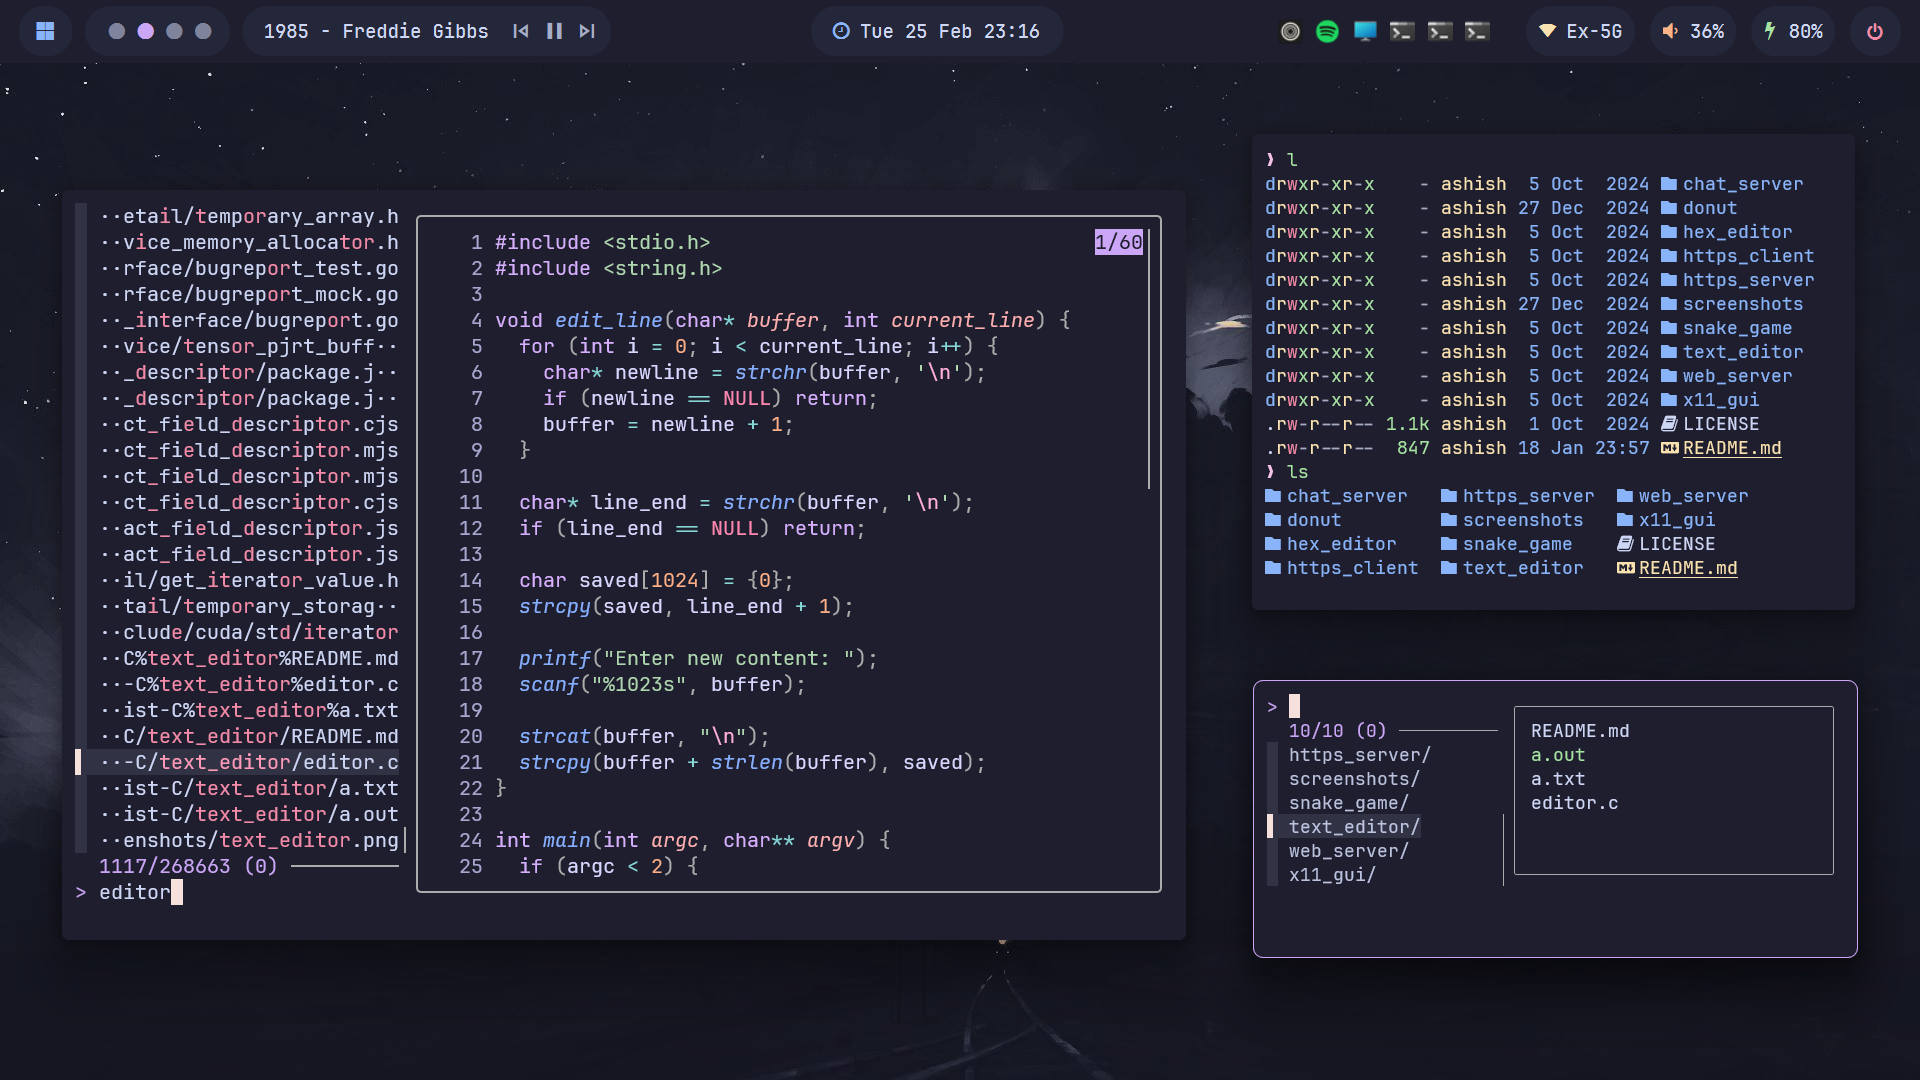 1985 - Freddie Gibbs
Tue 25 Feb 23:16
Ex-5G
36%
80%
··etail/temporary_array.h
··vice_memory_allocator.h
··rface/bugreport_test.go
··rface/bugreport_mock.go
··_interface/bugreport.go
··vice/tensor_pjrt_buff··
··_descriptor/package.j··
··_descriptor/package.j··
··ct_field_descriptor.cjs
··ct_field_descriptor.mjs
··ct_field_descriptor.mjs
··ct_field_descriptor.cjs
··act_field_descriptor.js
··act_field_descriptor.js
··il/get_iterator_value.h
··tail/temporary_storag··
··clude/cuda/std/iterator
··C%text_editor%README.md
··-C%text_editor%editor.c
··ist-C%text_editor%a.txt
··C/text_editor/README.md
··-C/text_editor/editor.c
··ist-C/text_editor/a.txt
··ist-C/text_editor/a.out
··enshots/text_editor.png
1117/268663 (0)
> editor
1/60
1 #include <stdio.h>
2 #include <string.h>
3
4 void edit_line(char* buffer, int current_line) {
5   for (int i = 0; i < current_line; i++) {
6     char* newline = strchr(buffer, '\n');
7     if (newline == NULL) return;
8     buffer = newline + 1;
9   }
10
11   char* line_end = strchr(buffer, '\n');
12   if (line_end == NULL) return;
13
14   char saved[1024] = {0};
15   strcpy(saved, line_end + 1);
16
17   printf("Enter new content: ");
18   scanf("%1023s", buffer);
19
20   strcat(buffer, "\n");
21   strcpy(buffer + strlen(buffer), saved);
22 }
23
24 int main(int argc, char** argv) {
25   if (argc < 2) {
❯ l
drwxr-xr-x    - ashish  5 Oct  2024 chat_server
drwxr-xr-x    - ashish 27 Dec  2024 donut
drwxr-xr-x    - ashish  5 Oct  2024 hex_editor
drwxr-xr-x    - ashish  5 Oct  2024 https_client
drwxr-xr-x    - ashish  5 Oct  2024 https_server
drwxr-xr-x    - ashish 27 Dec  2024 screenshots
drwxr-xr-x    - ashish  5 Oct  2024 snake_game
drwxr-xr-x    - ashish  5 Oct  2024 text_editor
drwxr-xr-x    - ashish  5 Oct  2024 web_server
drwxr-xr-x    - ashish  5 Oct  2024 x11_gui
.rw-r--r-- 1.1k ashish  1 Oct  2024 LICENSE
.rw-r--r--  847 ashish 18 Jan 23:57 README.md
❯ ls
chat_server https_server web_server
donut screenshots x11_gui
hex_editor snake_game LICENSE
https_client text_editor README.md
>
10/10 (0)
https_server/
screenshots/
snake_game/
text_editor/
web_server/
x11_gui/
README.md
a.out
a.txt
editor.c